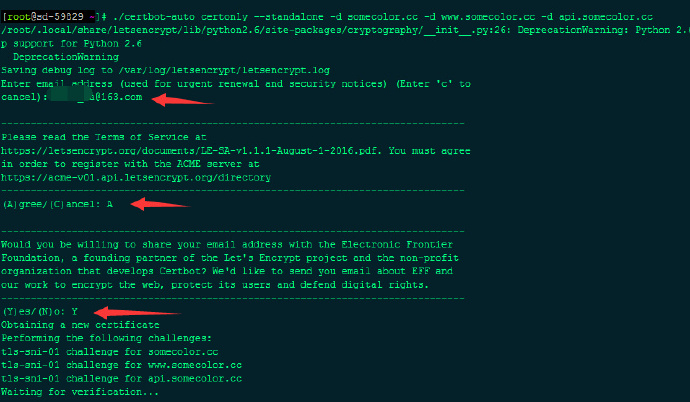 [root@sd-59829 ~]# ./certbot-auto certonly --standalone -d somecolor.cc -d www.somecolor.cc -d api.somecolor.cc
/root/.local/share/letsencrypt/lib/python2.6/site-packages/cryptography/__init__.py:26: DeprecationWarning: Python 2.6
p support for Python 2.6
DeprecationWarning
Saving debug log to /var/log/letsencrypt/letsencrypt.log
Enter email address (used for urgent renewal and security notices) (Enter 'c' to
cancel): @163.com
-------------------------------------------------------------------------------
Please read the Terms of Service at
https://letsencrypt.org/documents/LE-SA-v1.1.1-August-1-2016.pdf. You must agree
in order to register with the ACME server at
https://acme-v01.api.letsencrypt.org/directory
-------------------------------------------------------------------------------
(A)gree/(C)ancel: A
-------------------------------------------------------------------------------
Would you be willing to share your email address with the Electronic Frontier
Foundation, a founding partner of the Let's Encrypt project and the non-profit
organization that develops Certbot? We'd like to send you email about EFF and
our work to encrypt the web, protect its users and defend digital rights.
-------------------------------------------------------------------------------
(Y)es/(N)o: Y
Obtaining a new certificate
Performing the following challenges:
tls-sni-01 challenge for somecolor.cc
tls-sni-01 challenge for www.somecolor.cc
tls-sni-01 challenge for api.somecolor.cc
Waiting for verification...